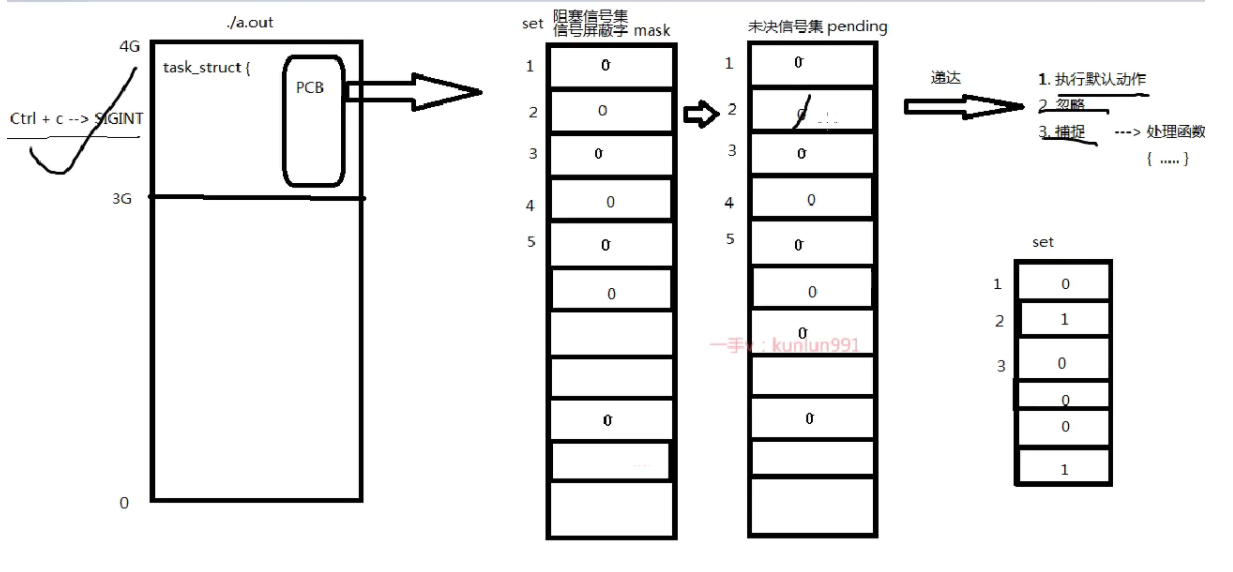 ./a.out
4G
task_struct {
PCB
Ctrl + c --> SIGINT
3G
0
set
阻塞信号集
信号屏蔽字 mask
1 0
2 0
3 0
4 0
5 0
0
0
未决信号集 pending
1 0
2 0
3 0
4 0
5 0
0
0
0
一手v：kunlun991
递达
1. 执行默认动作
2. 忽略
3. 捕捉 ---> 处理函数
{ ..... }
set
1 0
2 1
3 0
0
0
1